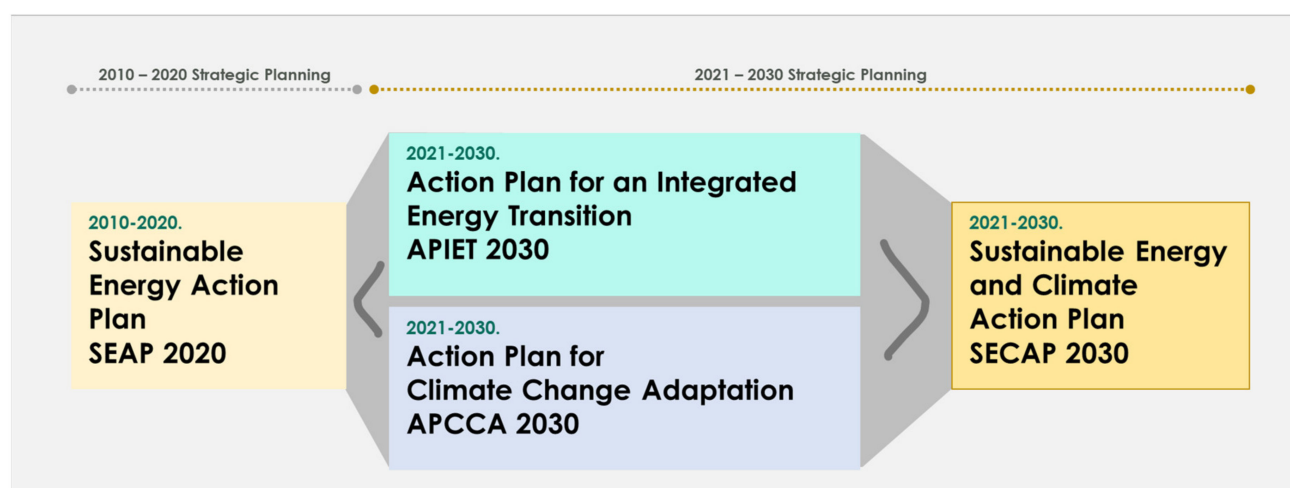 2010 – 2020 Strategic Planning
2021 – 2030 Strategic Planning
2010-2020.
Sustainable
Energy Action
Plan
SEAP 2020
2021-2030.
Action Plan for an Integrated
Energy Transition
APIET 2030
2021-2030.
Action Plan for
Climate Change Adaptation
APCCA 2030
2021-2030.
Sustainable Energy
and Climate
Action Plan
SECAP 2030